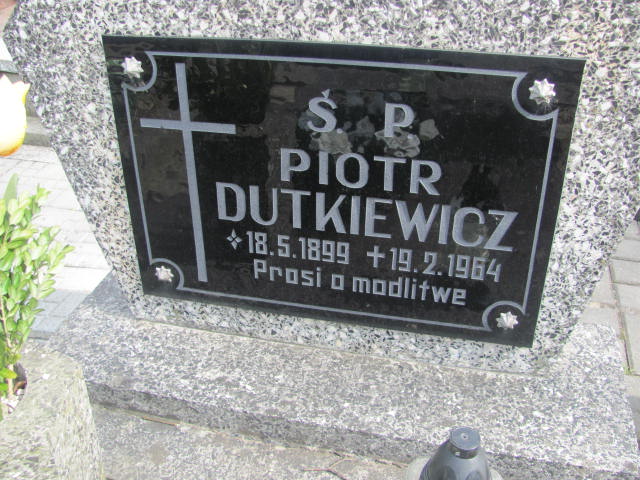 Ś. P.
PIOTR
DUTKIEWICZ
18.5.1899 +19.2.1964
Prosi o modlitwe